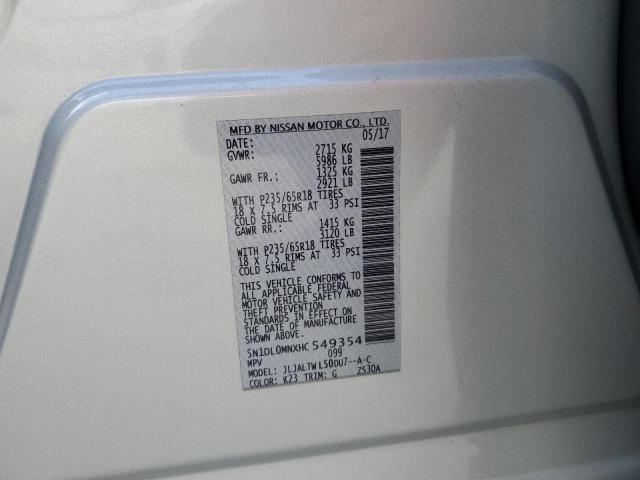 MFD BY NISSAN MOTOR CO., LTD.
DATE: 05/17
GVWR: 2715 KG
5986 LB
GAWR FR.: 1325 KG
2921 LB
WITH P235/65R18 TIRES
18 X 7.5 RIMS AT 33 PSI
COLD SINGLE
GAWR RR.: 1415 KG
3120 LB
WITH P235/65R18 TIRES
18 X 7.5 RIMS AT 33 PSI
COLD SINGLE
THIS VEHICLE CONFORMS TO
ALL APPLICABLE FEDERAL
MOTOR VEHICLE SAFETY AND
THEFT PREVENTION
STANDARDS IN EFFECT ON
THE DATE OF MANUFACTURE
SHOWN ABOVE.
5N1DL0MNXHC 549354
MPV 099
MODEL: JLJALTWL50DU7--A-C
COLOR: K23 TRIM: G ZS30A